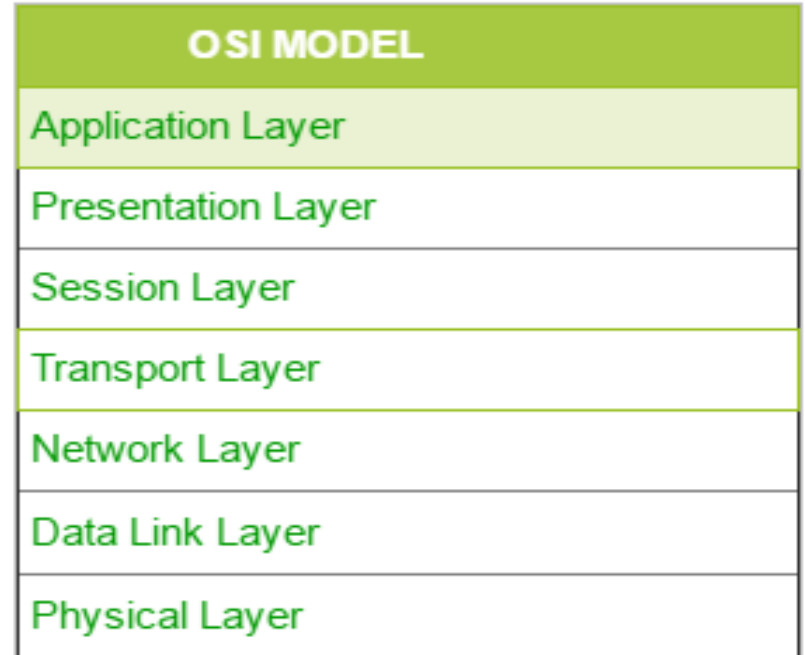 OSI MODEL
Application Layer
Presentation Layer
Session Layer
Transport Layer
Network Layer
Data Link Layer
Physical Layer